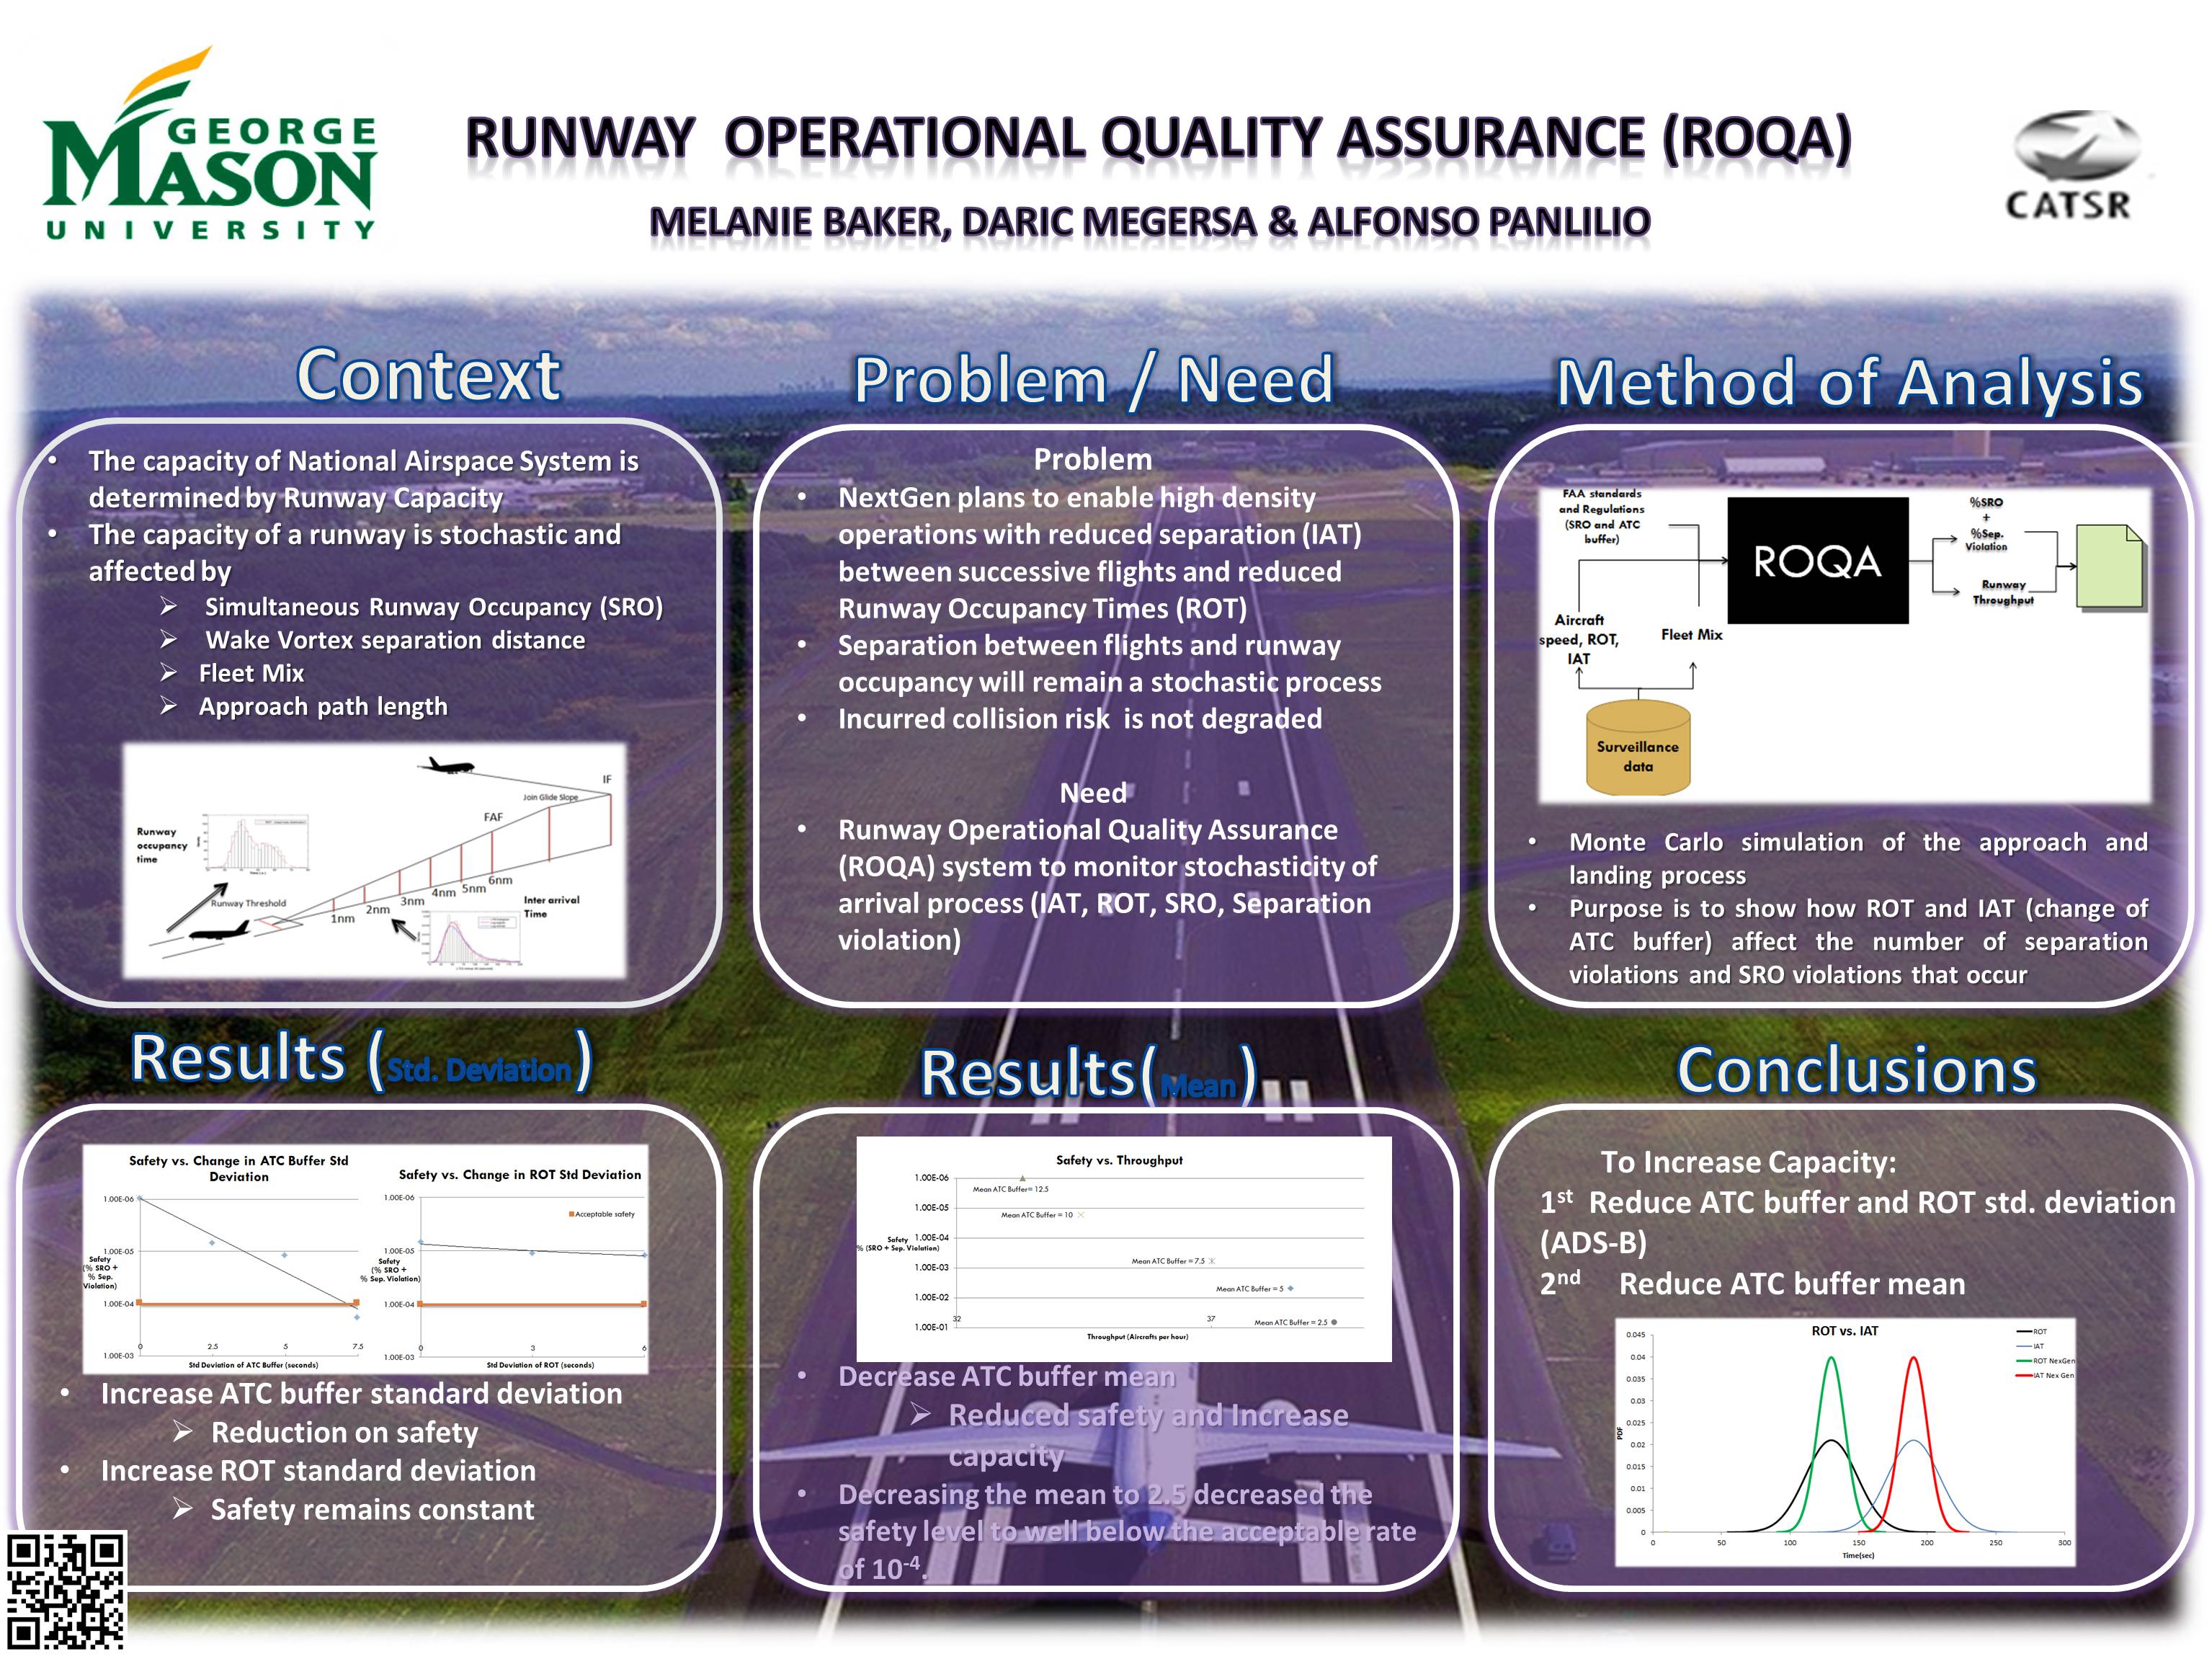 GEORGE
MASON
UNIVERSITY
RUNWAY OPERATIONAL QUALITY ASSURANCE (ROQA)
MELANIE BAKER, DARIC MEGERSA & ALFONSO PANLILIO
CATSR
Context
• The capacity of National Airspace System is
determined by Runway Capacity
• The capacity of a runway is stochastic and
affected by
➢ Simultaneous Runway Occupancy (SRO)
➢ Wake Vortex separation distance
➢ Fleet Mix
➢ Approach path length
IF
Join Glide Slope
FAF
Runway
occupancy
time
6nm
5nm
4nm
3nm
2nm
1nm
Runway Threshold
Inter arrival
Time
Problem / Need
Problem
• NextGen plans to enable high density
operations with reduced separation (IAT)
between successive flights and reduced
Runway Occupancy Times (ROT)
• Separation between flights and runway
occupancy will remain a stochastic process
• Incurred collision risk is not degraded
Need
• Runway Operational Quality Assurance
(ROQA) system to monitor stochasticity of
arrival process (IAT, ROT, SRO, Separation
violation)
Method of Analysis
FAA standards
and Regulations
(SRO and ATC
buffer)
ROQA
%SRO
+
%Sep.
Violation
Runway
Throughput
Aircraft
speed, ROT,
IAT
Fleet Mix
Surveillance
data
• Monte Carlo simulation of the approach and
landing process
• Purpose is to show how ROT and IAT (change of
ATC buffer) affect the number of separation
violations and SRO violations that occur
Results (Std. Deviation)
Safety vs. Change in ATC Buffer Std
Deviation
1.00E-06
1.00E-05
Safety
(% SRO +
% Sep.
Violation)
1.00E-04
1.00E-03
0 2.5 5 7.5
Std Deviation of ATC Buffer (seconds)
Safety vs. Change in ROT Std Deviation
1.00E-06
Acceptable safety
1.00E-05
Safety
(% SRO +
% Sep. Violation)
1.00E-04
1.00E-03
0 3 6
Std Deviation of ROT (seconds)
• Increase ATC buffer standard deviation
➢ Reduction on safety
• Increase ROT standard deviation
➢ Safety remains constant
Results(Mean)
Safety vs. Throughput
1.00E-06
Mean ATC Buffer= 12.5
1.00E-05
Mean ATC Buffer = 10
Safety
% (SRO + Sep. Violation)
1.00E-04
Mean ATC Buffer = 7.5
1.00E-03
Mean ATC Buffer = 5
1.00E-02
32 37
Mean ATC Buffer = 2.5
1.00E-01
Throughput (Aircrafts per hour)
• Decrease ATC buffer mean
➢ Reduced safety and Increase
capacity
• Decreasing the mean to 2.5 decreased the
safety level to well below the acceptable rate
of 10-4.
Conclusions
To Increase Capacity:
1st Reduce ATC buffer and ROT std. deviation
(ADS-B)
2nd Reduce ATC buffer mean
ROT vs. IAT
ROT
IAT
ROT NexGen
IAT Nex Gen
0.045
0.04
0.035
0.03
0.025
0.02
0.015
0.01
0.005
0
PDF
0 50 100 150 200 250 300
Time(sec)